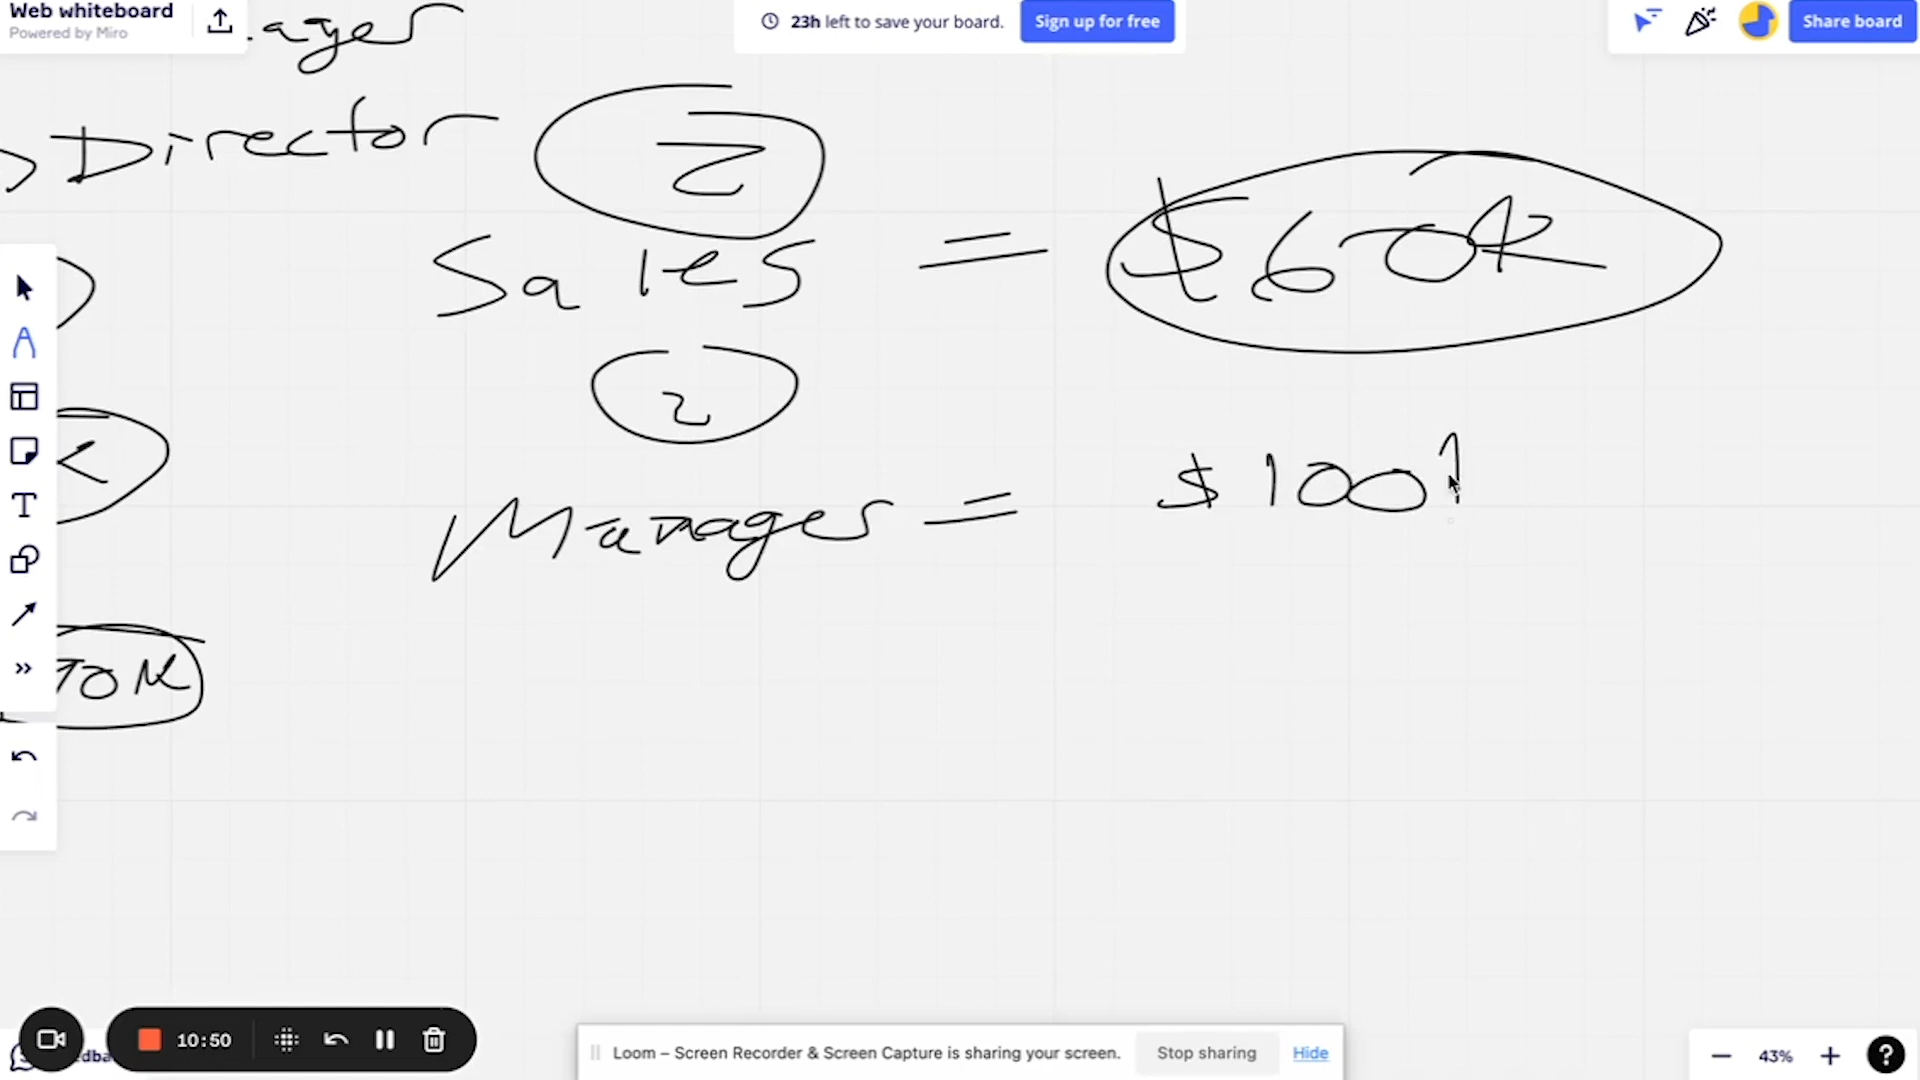 Web whiteboard
Powered by Miro
23h left to save your board.
Sign up for free
Share board
ager
Director
2
Sales = $60k
2
Manager = $100
K
70K
T
10:50
Loom – Screen Recorder & Screen Capture is sharing your screen.
Stop sharing
Hide
43%
?